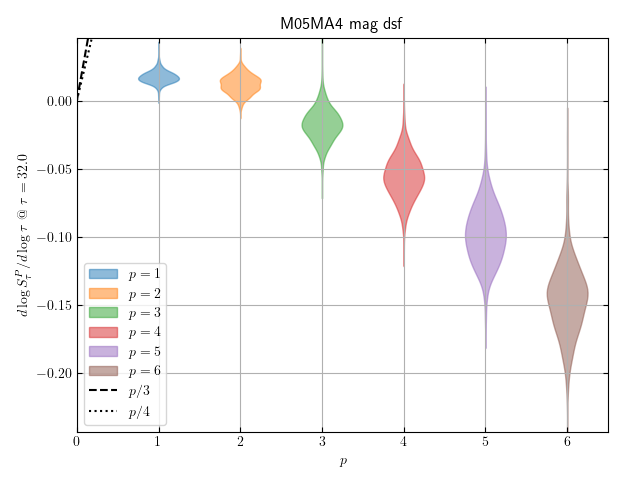 M05MA4 mag dsf
d log S_τ^P / d log τ @ τ = 32.0
0.00
−0.05
−0.10
−0.15
−0.20
p = 1
p = 2
p = 3
p = 4
p = 5
p = 6
p/3
p/4
0 1 2 3 4 5 6
p